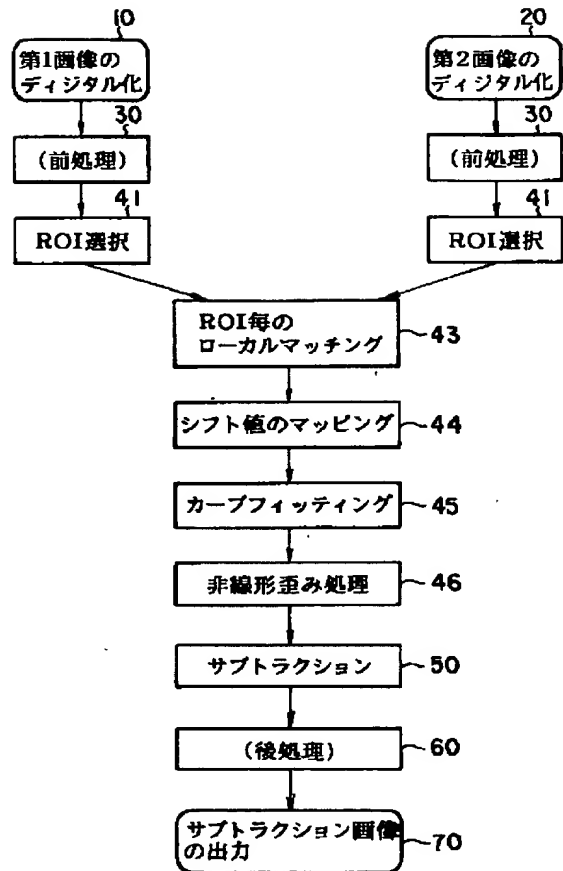 10
第1画像の
ディジタル化
30
(前処理)
41
ROI選択
20
第2画像の
ディジタル化
30
(前処理)
41
ROI選択
ROI毎の
ローカルマッチング
43
シフト値のマッピング
44
カーブフィッティング
45
非線形歪み処理
46
サブトラクション
50
(後処理)
60
サブトラクション画像
の出力
70